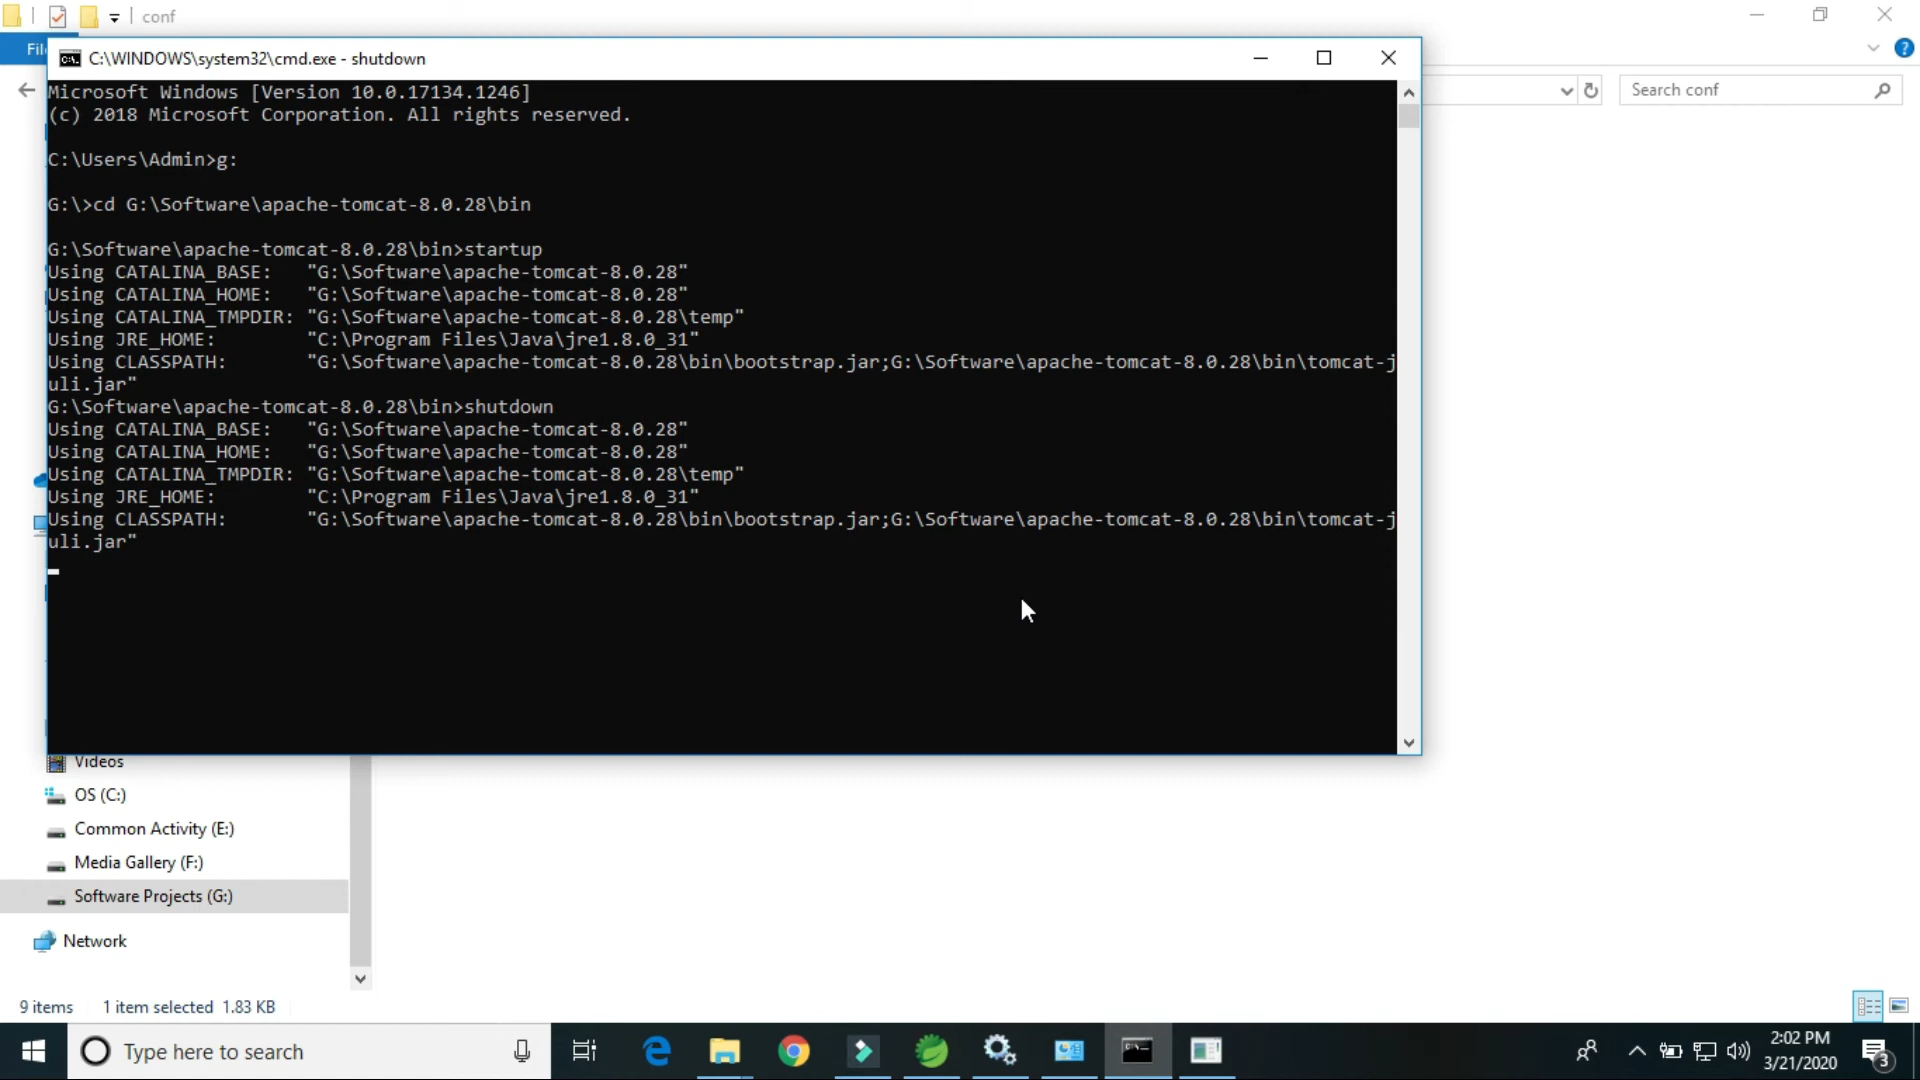 conf
File
C:\WINDOWS\system32\cmd.exe - shutdown
Search conf
Microsoft Windows [Version 10.0.17134.1246]
(c) 2018 Microsoft Corporation. All rights reserved.
C:\Users\Admin>g:
G:\>cd G:\Software\apache-tomcat-8.0.28\bin
G:\Software\apache-tomcat-8.0.28\bin>startup
Using CATALINA_BASE:   "G:\Software\apache-tomcat-8.0.28"
Using CATALINA_HOME:   "G:\Software\apache-tomcat-8.0.28"
Using CATALINA_TMPDIR: "G:\Software\apache-tomcat-8.0.28\temp"
Using JRE_HOME:        "C:\Program Files\Java\jre1.8.0_31"
Using CLASSPATH:       "G:\Software\apache-tomcat-8.0.28\bin\bootstrap.jar;G:\Software\apache-tomcat-8.0.28\bin\tomcat-j
uli.jar"
G:\Software\apache-tomcat-8.0.28\bin>shutdown
Using CATALINA_BASE:   "G:\Software\apache-tomcat-8.0.28"
Using CATALINA_HOME:   "G:\Software\apache-tomcat-8.0.28"
Using CATALINA_TMPDIR: "G:\Software\apache-tomcat-8.0.28\temp"
Using JRE_HOME:        "C:\Program Files\Java\jre1.8.0_31"
Using CLASSPATH:       "G:\Software\apache-tomcat-8.0.28\bin\bootstrap.jar;G:\Software\apache-tomcat-8.0.28\bin\tomcat-j
uli.jar"
Videos
OS (C:)
Common Activity (E:)
Media Gallery (F:)
Software Projects (G:)
Network
9 items 1 item selected 1.83 KB
Type here to search
2:02 PM
3/21/2020
3